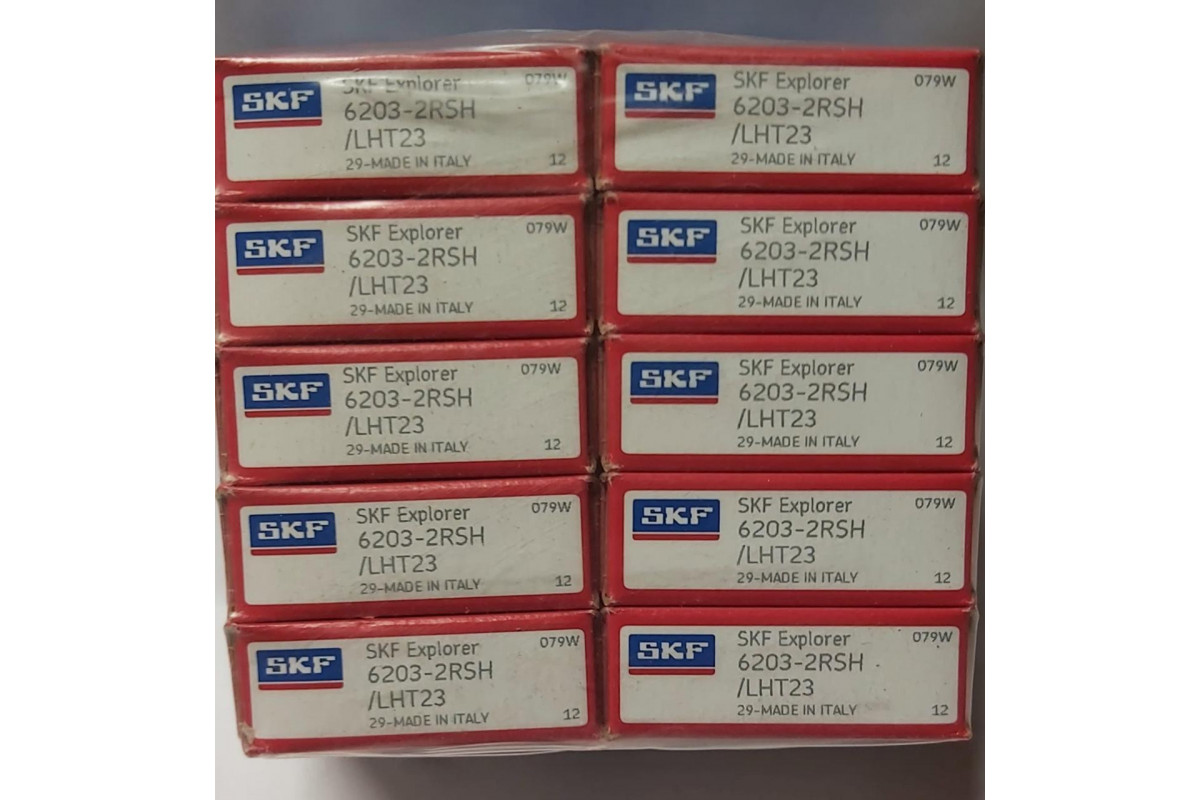 SKF
SKF Explorer
079W
6203-2RSH
/LHT23
29-MADE IN ITALY
12
SKF
SKF Explorer
079W
6203-2RSH
/LHT23
29-MADE IN ITALY
12
SKF
SKF Explorer
079W
6203-2RSH
/LHT23
29-MADE IN ITALY
12
SKF
SKF Explorer
079W
6203-2RSH
/LHT23
29-MADE IN ITALY
12
SKF
SKF Explorer
079W
6203-2RSH
/LHT23
29-MADE IN ITALY
12
SKF
SKF Explorer
079W
6203-2RSH
/LHT23
29-MADE IN ITALY
12
SKF
SKF Explorer
079W
6203-2RSH
/LHT23
29-MADE IN ITALY
12
SKF
SKF Explorer
079W
6203-2RSH
/LHT23
29-MADE IN ITALY
12
SKF
SKF Explorer
079W
6203-2RSH
/LHT23
29-MADE IN ITALY
12
SKF
SKF Explorer
079W
6203-2RSH
/LHT23
29-MADE IN ITALY
12